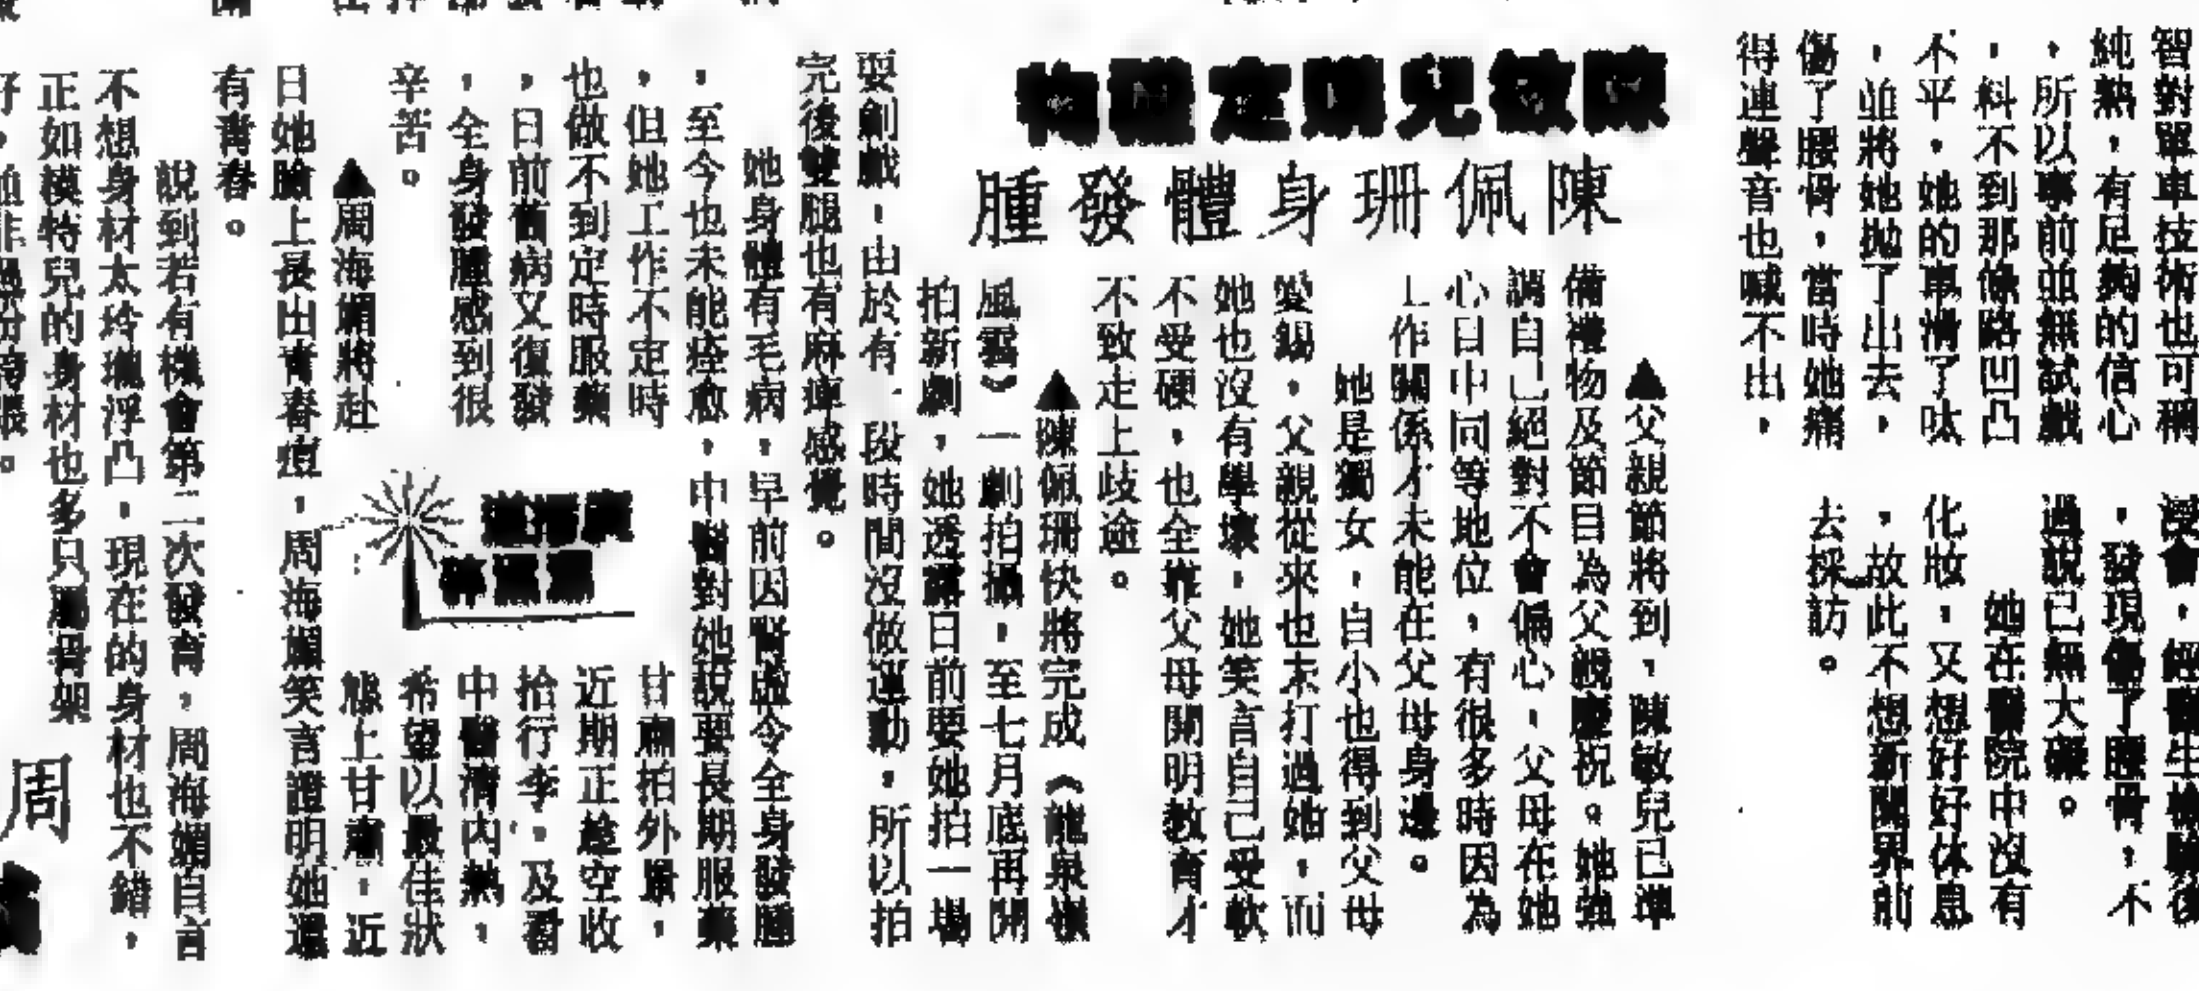 智對單車技術也可稱
純熟，有足夠的信心
，所以事前並無試戲
，料不到那條路凹凸
不平，她的車滑了呔
，並將她拋了出去，
傷了腰骨，當時她痛
得連聲音也喊不出，
，發現傷了腰骨，不
過說已無大礙。
她在醫院中沒有
化妝，又想好好休息
，故此不想新聞界前
去採訪。
陳敏兒購定禮物
陳佩珊身體發腫
▲父親節將到，陳敏兒已準
備禮物及節目為父親慶祝。她強
調自己絕對不會偏心，父母在她
心目中同等地位，有很多時因為
工作關係才未能在父母身邊。
她是獨女，自小也得到父母
愛錫，父親從來也未打過她，而
她也沒有學壞，她笑言自己受軟
不受硬，也全靠父母開明教育才
不致走上歧途。
▲陳佩珊快將完成《龍泉
風雲》一劇拍攝，至七月底再開
拍新劇，她透露日前要她拍一場
耍劍戲，由於有一段時間沒做運動，所以拍
完後雙腿也有麻痺感覺。
她身體有毛病，早前因腎虛令全身發腫
，至今也未能痊愈，中醫對她說要長期服藥
，但她工作不定時
也做不到定時服藥
，日前舊病又復發
，全身發腫感到很
辛苦。
▲周海媚將赴
甘肅拍外景，
近期正趁空收
拾行李，及看
中醫清內熱，
希望以最佳狀
態上甘肅，近
日她臉上長出青春痘，周海媚笑言證明她還
有青春。
說到若有機會第二次發育，周海媚自言
不想身材太玲瓏浮凸，現在的身材也不錯，
正如模特兒的身材也多只屬骨架
周